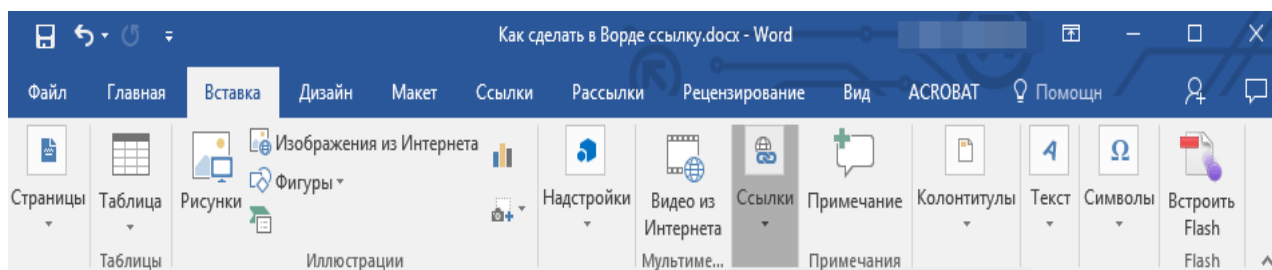 Как сделать в Ворде ссылку.docx - Word
Файл Главная Вставка Дизайн Макет Ссылки Рассылки Рецензирование Вид ACROBAT Помощн
Изображения из Интернета
Фигуры
Страницы Таблица Рисунки Надстройки Видео из Интернета Ссылки Примечание Колонтитулы Текст Символы Встроить Flash
Таблицы Иллюстрации Мультиме... Примечания Flash